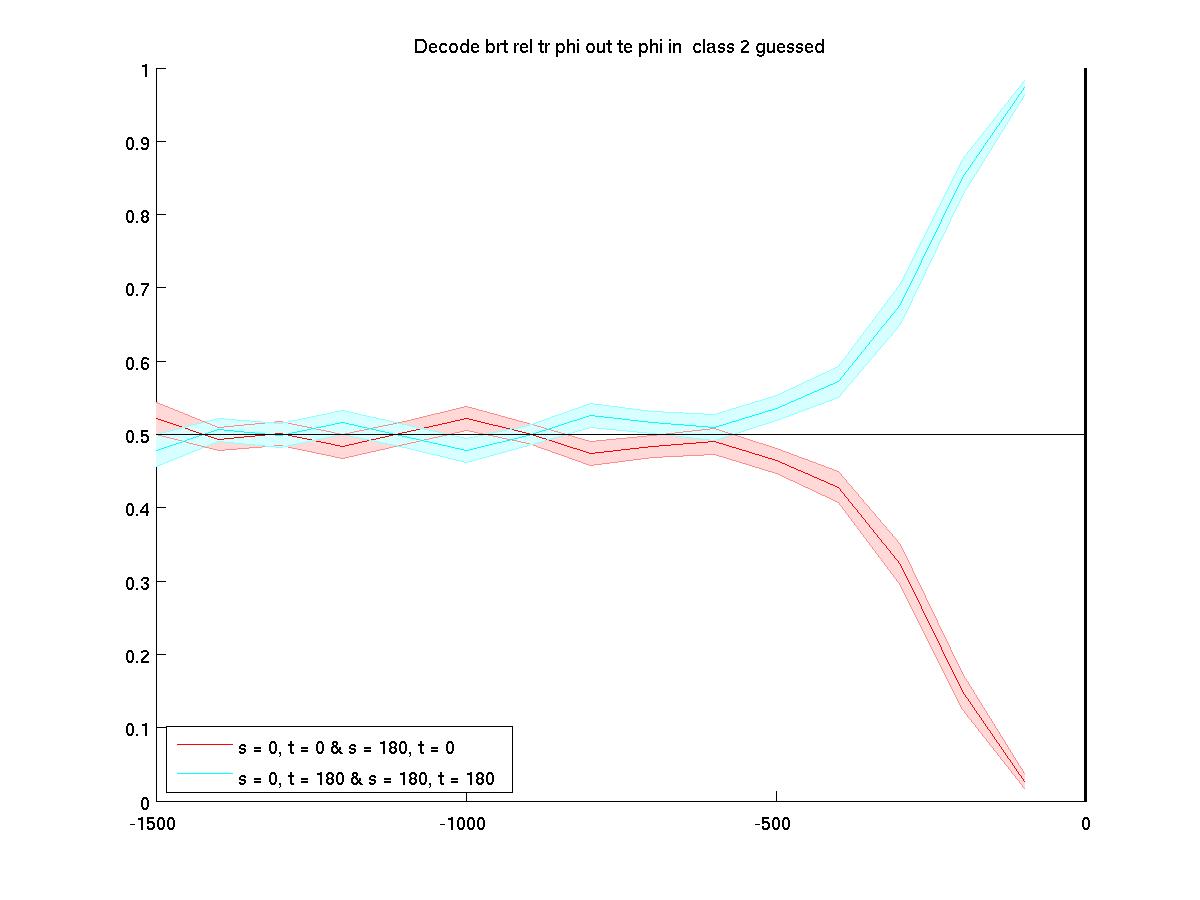 Decode brt rel tr phi out te phi in  class 2 guessed
1
0.9
0.8
0.7
0.6
0.5
0.4
0.3
0.2
0.1
0
s = 0, t = 0 & s = 180, t = 0
s = 0, t = 180 & s = 180, t = 180
-1500 -1000 -500 0